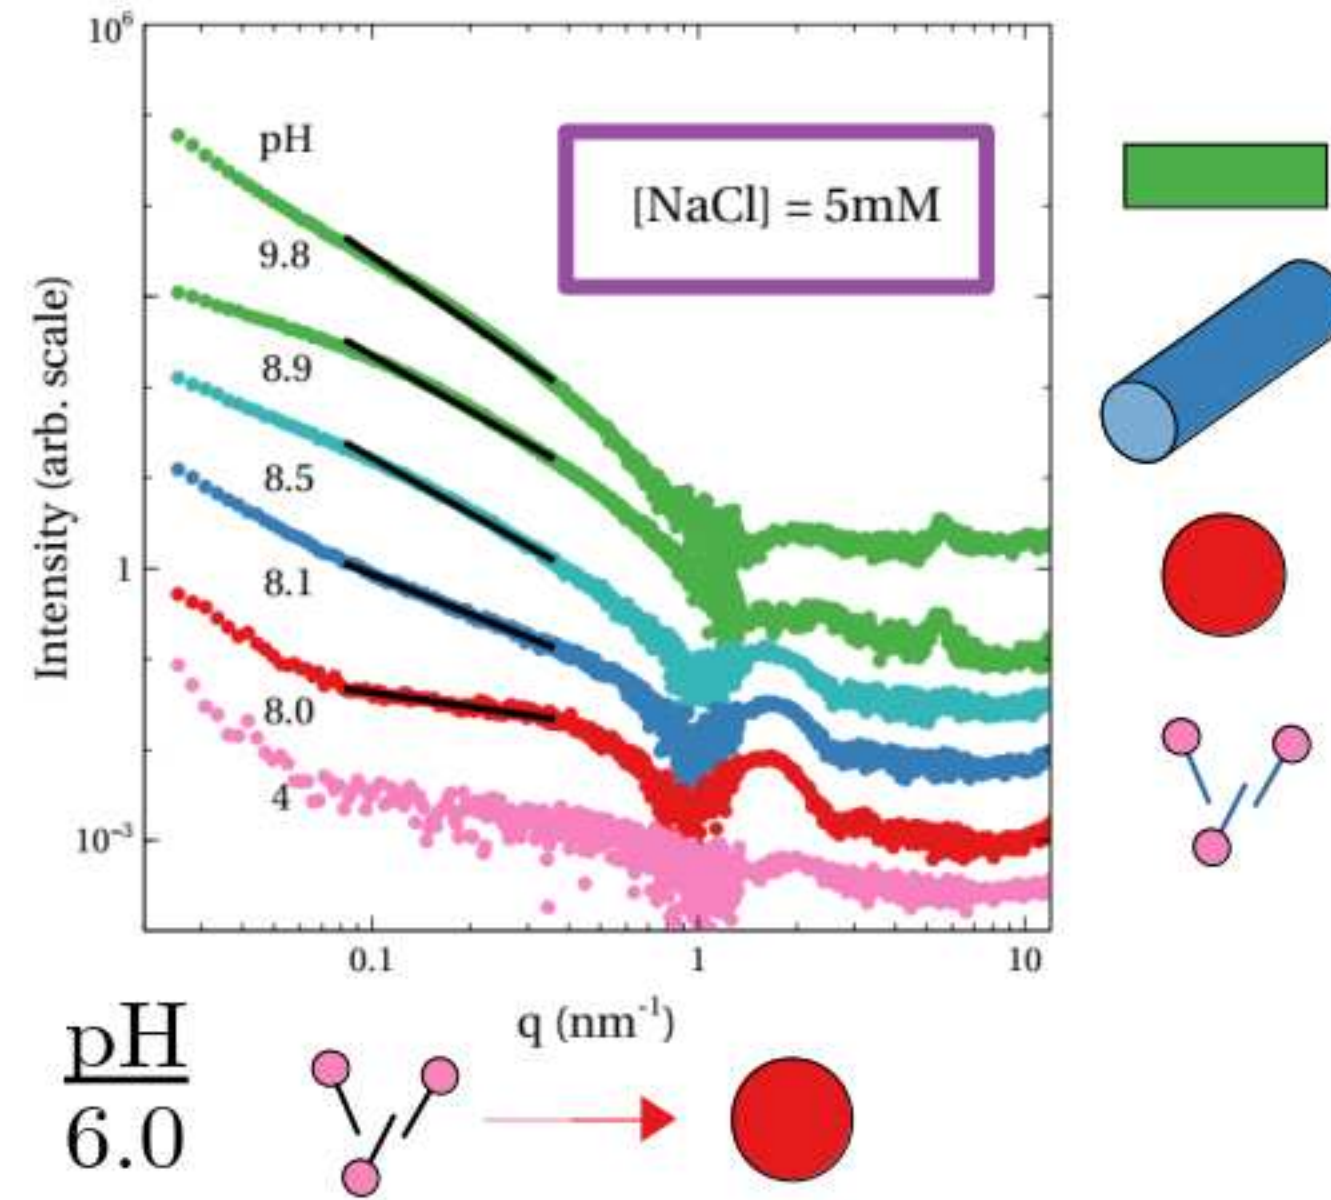 10⁶
pH
[NaCl] = 5mM
9.8
8.9
8.5
1
8.1
8.0
4
10⁻³
Intensity (arb. scale)
0.1 1 10
q (nm⁻¹)
pH
6.0